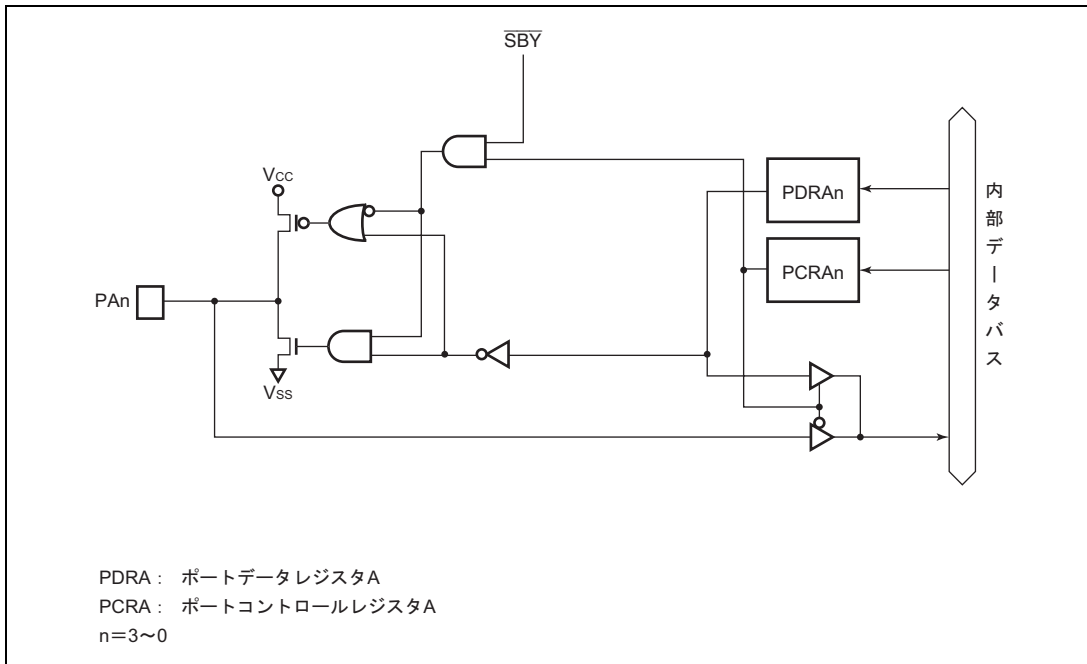 SBY
VCC
PDRAn
PCRAn
内部データバス
PAn
VSS
PDRA： ポートデータレジスタA
PCRA： ポートコントロールレジスタA
n＝3〜0